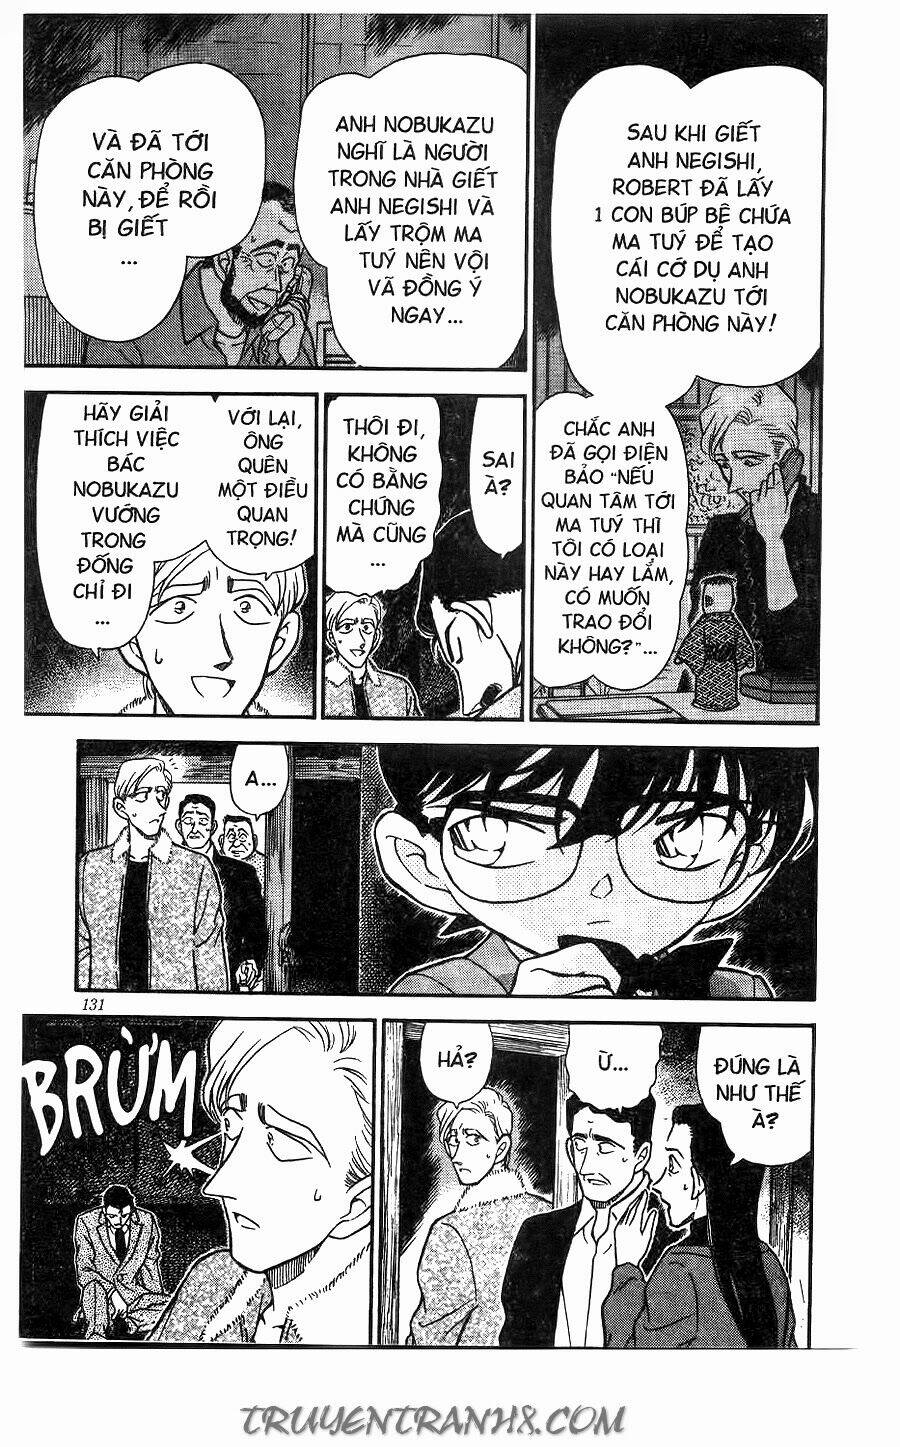 SAU KHI GIẾT
ANH NEGISHI,
ROBERT ĐÃ LẤY
1 CON BÚP BÊ CHỨA
MA TUÝ ĐỂ TẠO
CÁI CỚ DỤ ANH
NOBUKAZU TỚI
CĂN PHÒNG NÀY!
CHẮC ANH
ĐÃ GỌI ĐIỆN
BẢO "NẾU
QUAN TÂM TỚI
MA TUÝ THÌ
TÔI CÓ LOẠI
NÀY HAY LẮM,
CÓ MUỐN
TRAO ĐỔI
KHÔNG?"...
ANH NOBUKAZU
NGHĨ LÀ NGƯỜI
TRONG NHÀ GIẾT
ANH NEGISHI VÀ
LẤY TRỘM MA
TUÝ NÊN VỘI
VÃ ĐỒNG Ý
NGAY...
VÀ ĐÃ TỚI
CĂN PHÒNG
NÀY, ĐỂ RỒI
BỊ GIẾT
...
SAI
À?
THÔI ĐI,
KHÔNG
CÓ BẰNG
CHỨNG
MÀ CŨNG
...
VỚI LẠI,
ÔNG
QUÊN
MỘT ĐIỀU
QUAN
TRỌNG!
HÃY GIẢI
THÍCH VIỆC
BÁC
NOBUKAZU
VƯỚNG
TRONG
ĐỐNG
CHỈ ĐI
...
A...
131
ĐÚNG LÀ
NHƯ THẾ
À?
Ừ...
HẢ?
BRỪM
TRUYENTRANH8.COM